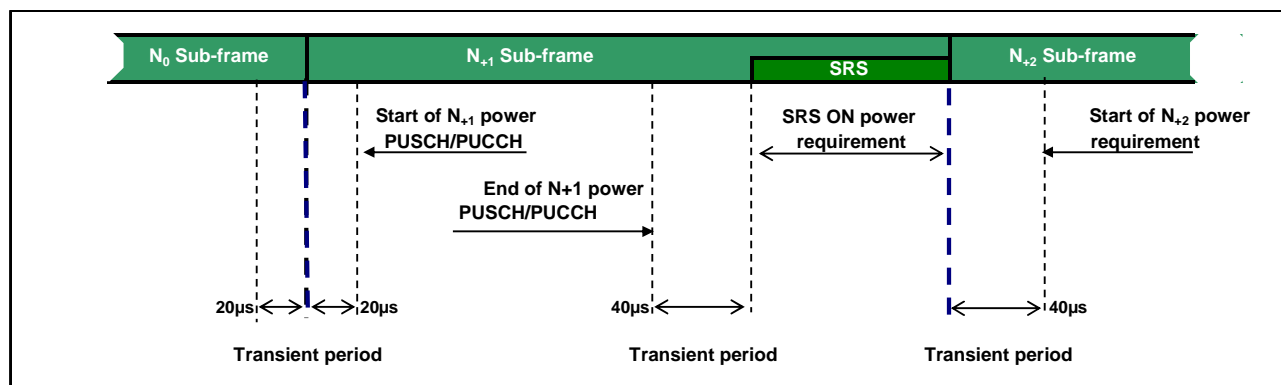 N₀ Sub-frame
N₊₁ Sub-frame
SRS
N₊₂ Sub-frame
Start of N₊₁ power
PUSCH/PUCCH
SRS ON power
requirement
Start of N₊₂ power
requirement
End of N+1 power
PUSCH/PUCCH
20µs
20µs
40µs
40µs
Transient period
Transient period
Transient period